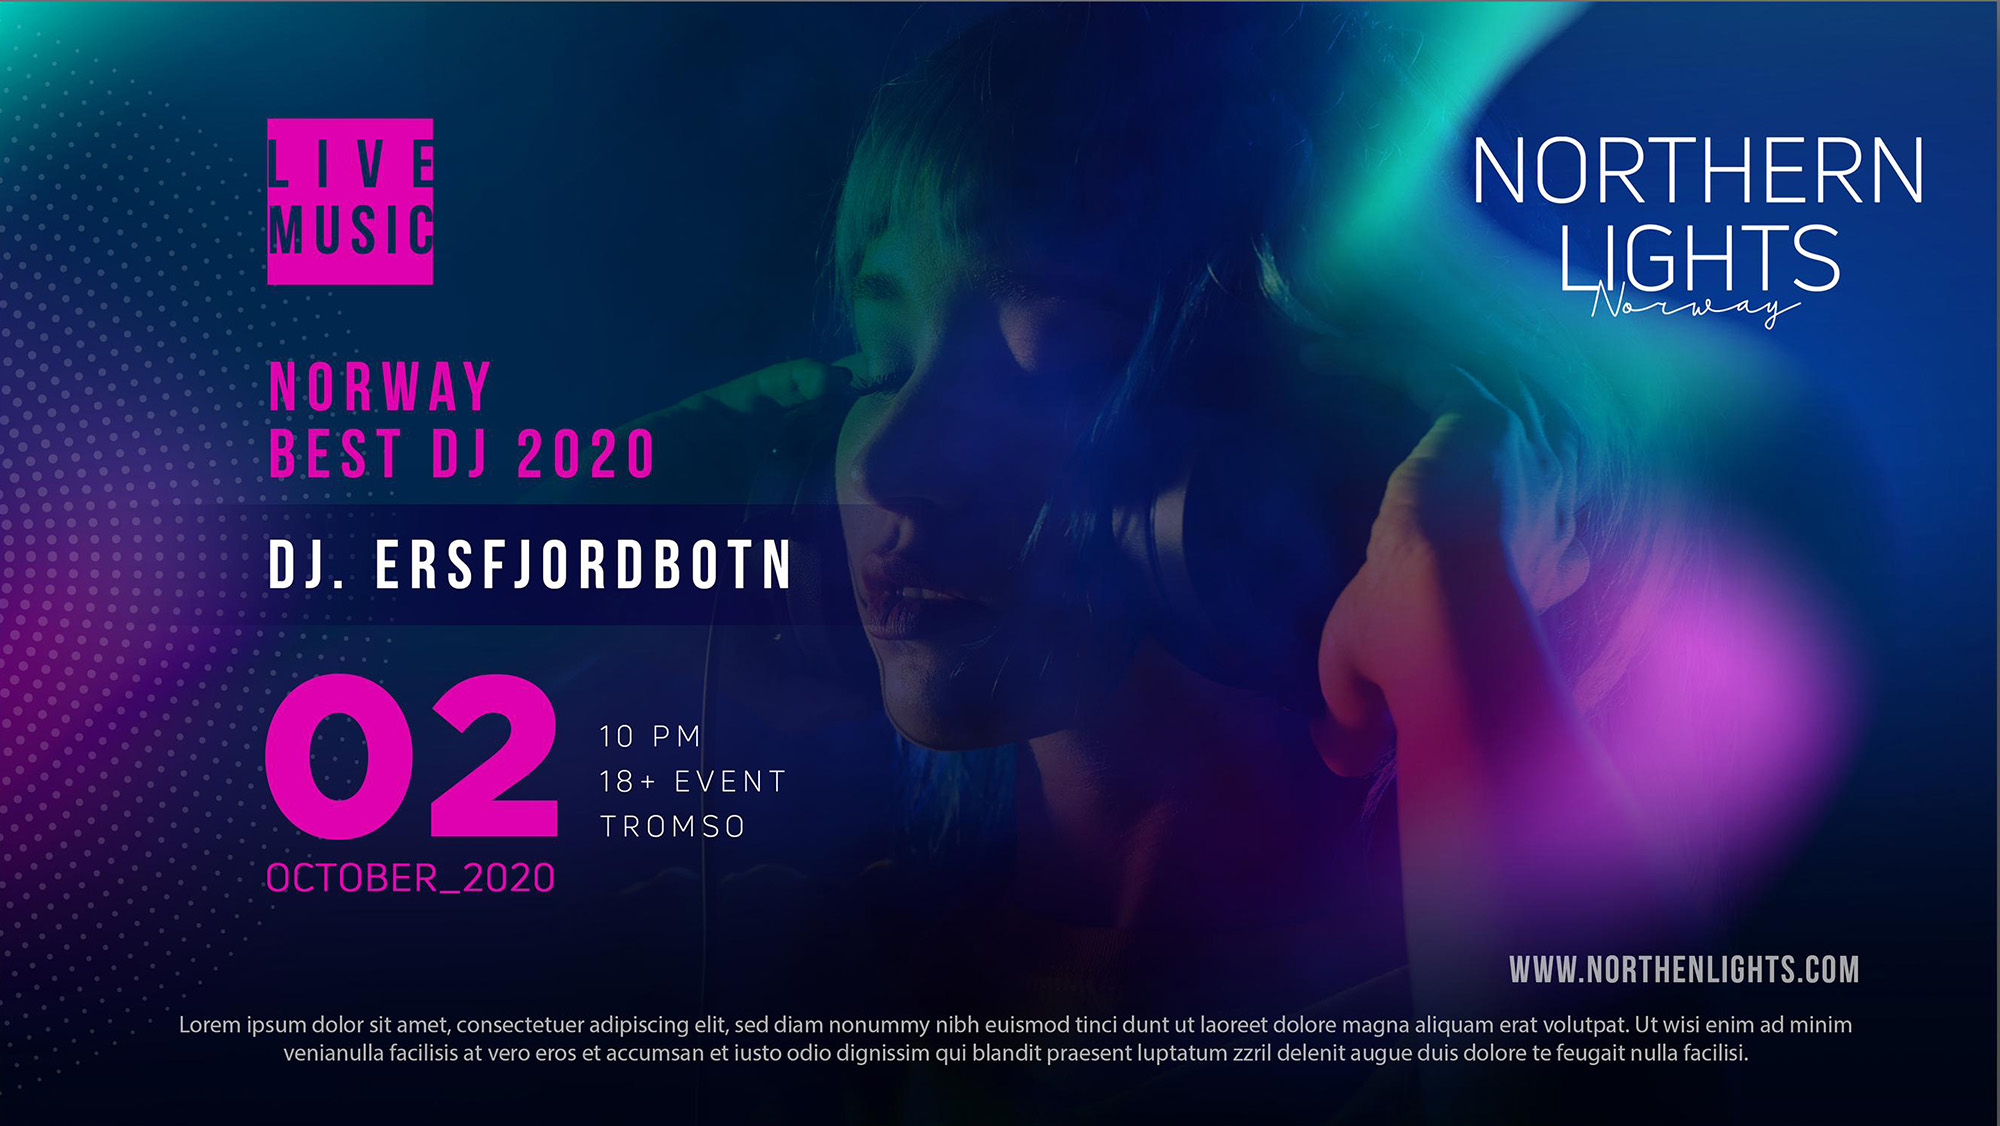 LIVE
MUSIC
NORTHERN
LIGHTS
Norway
NORWAY
BEST DJ 2020
DJ. ERSFJORDBOTN
02
OCTOBER_2020
10 PM
18+ EVENT
TROMSO
WWW.NORTHENLIGHTS.COM
Lorem ipsum dolor sit amet, consectetuer adipiscing elit, sed diam nonummy nibh euismod tinci dunt ut laoreet dolore magna aliquam erat volutpat. Ut wisi enim ad minim
venianulla facilisis at vero eros et accumsan et iusto odio dignissim qui blandit praesent luptatum zzril delenit augue duis dolore te feugait nulla facilisi.